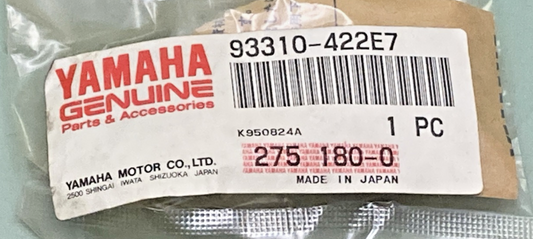 YAMAHA
GENUINE
Parts & Accessories
93310-422E7
K950824A
1 PC
275 180-0
YAMAHA MOTOR CO., LTD.
2500 SHINGAI IWATA SHIZUOKA JAPAN
MADE IN JAPAN